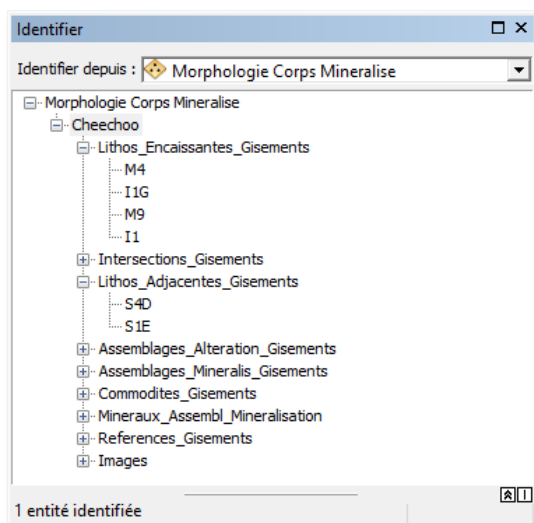 Identifier
Identifier depuis : Morphologie Corps Mineralise
Morphologie Corps Mineralise
Cheechoo
Lithos_Encaissantes_Gisements
M4
I1G
M9
I1
Intersections_Gisements
Lithos_Adjacentes_Gisements
S4D
S1E
Assemblages_Alteration_Gisements
Assemblages_Mineralis_Gisements
Commodites_Gisements
Mineraux_Assembl_Mineralisation
References_Gisements
Images
1 entité identifiée